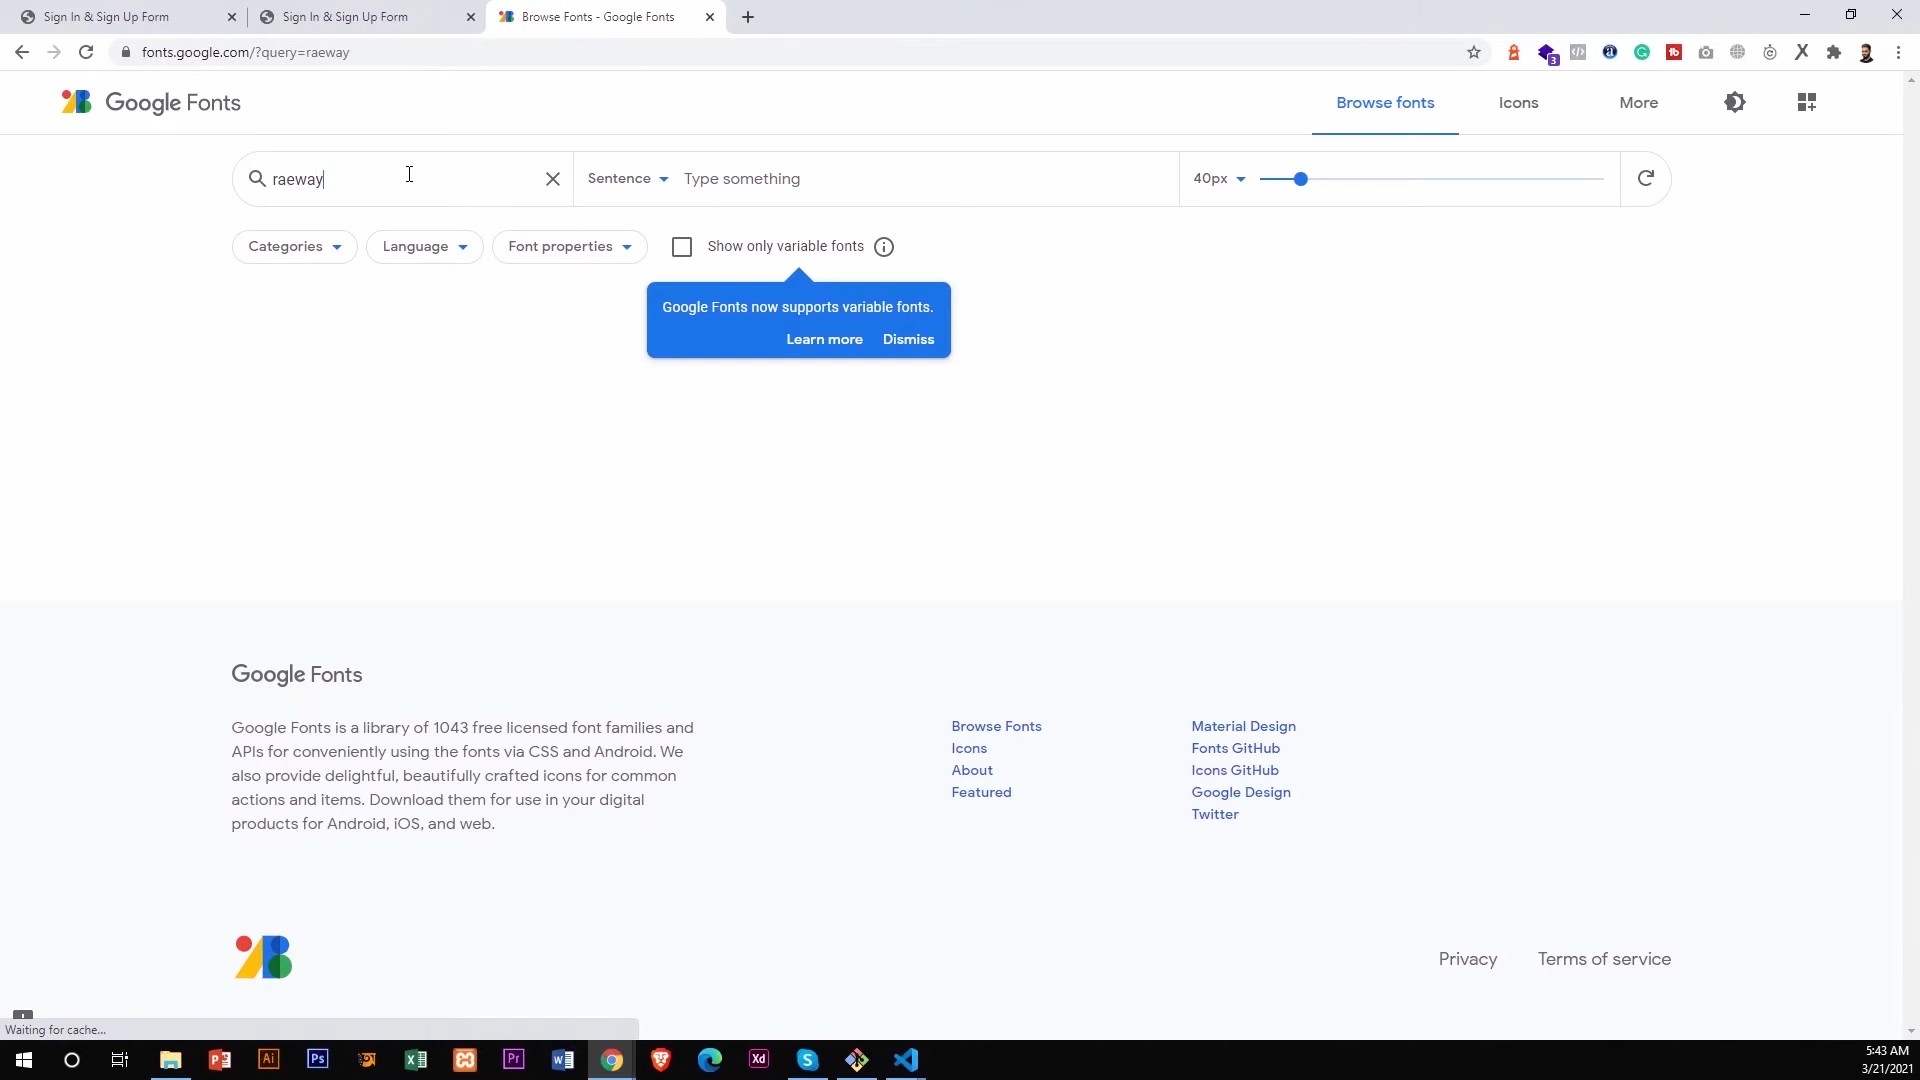 Sign In & Sign Up Form
Sign In & Sign Up Form
Browse Fonts - Google Fonts
fonts.google.com/?query=raeway
3
Google Fonts
Browse fonts
Icons
More
raeway
Sentence
Type something
40px
Categories
Language
Font properties
Show only variable fonts
Google Fonts now supports variable fonts.
Learn more
Dismiss
Google Fonts
Google Fonts is a library of 1043 free licensed font families and
APIs for conveniently using the fonts via CSS and Android. We
also provide delightful, beautifully crafted icons for common
actions and items. Download them for use in your digital
products for Android, iOS, and web.
Browse Fonts
Icons
About
Featured
Material Design
Fonts GitHub
Icons GitHub
Google Design
Twitter
Privacy
Terms of service
Waiting for cache...
Ai
Ps
Pr
Xd
5:43 AM
3/21/2021